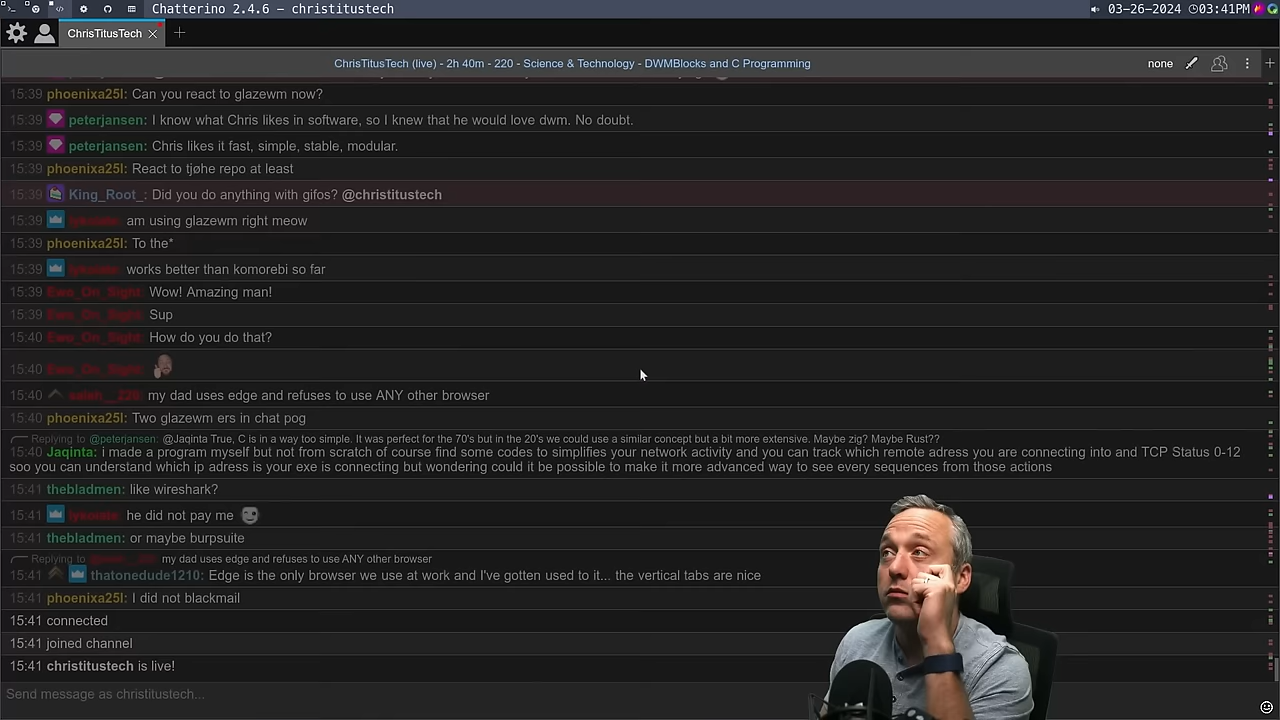 Chatterino 2.4.6 – christitustech
03-26-2024 03:41PM
ChrisTitusTech
ChrisTitusTech (live) - 2h 40m - 220 - Science & Technology - DWMBlocks and C Programming
none
15:39 phoenixa25l: Can you react to glazewm now?
15:39 peterjansen: I know what Chris likes in software, so I knew that he would love dwm. No doubt.
15:39 peterjansen: Chris likes it fast, simple, stable, modular.
15:39 phoenixa25l: React to tjøhe repo at least
15:39 King_Root_: Did you do anything with gifos? @christitustech
15:39 am using glazewm right meow
15:39 phoenixa25l: To the*
15:39 works better than komorebi so far
15:39 Ewo_On_Sight: Wow! Amazing man!
15:39 Ewo_On_Sight: Sup
15:40 Ewo_On_Sight: How do you do that?
15:40 Ewo_On_Sight:
15:40 my dad uses edge and refuses to use ANY other browser
15:40 phoenixa25l: Two glazewm ers in chat pog
Replying to @peterjansen: @Jaqinta True, C is in a way too simple. It was perfect for the 70's but in the 20's we could use a similar concept but a bit more extensive. Maybe zig? Maybe Rust??
15:40 Jaqinta: i made a program myself but not from scratch of course find some codes to simplifies your network activity and you can track which remote adress you are connecting into and TCP Status 0-12
soo you can understand which ip adress is your exe is connecting but wondering could it be possible to make it more advanced way to see every sequences from those actions
15:41 thebladmen: like wireshark?
15:41 he did not pay me
15:41 thebladmen: or maybe burpsuite
Replying to my dad uses edge and refuses to use ANY other browser
15:41 thatonedude1210: Edge is the only browser we use at work and I've gotten used to it... the vertical tabs are nice
15:41 phoenixa25l: I did not blackmail
15:41 connected
15:41 joined channel
15:41 christitustech is live!
Send message as christitustech...